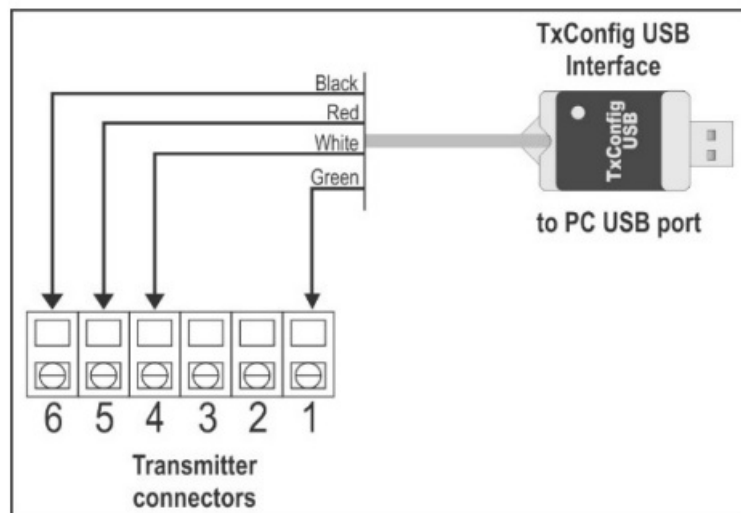 TxConfig USB
Interface
Black
Red
White
Green
TxConfig
USB
to PC USB port
6 5 4 3 2 1
Transmitter
connectors